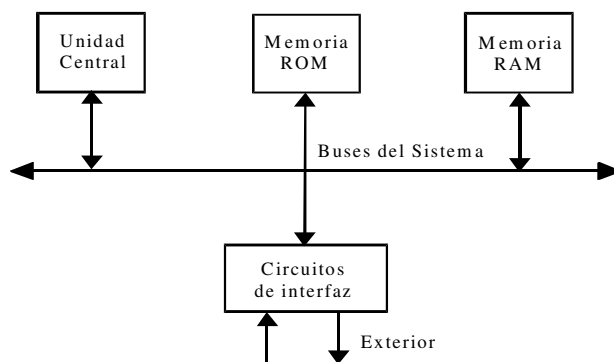 Unidad
Central
Memoria
ROM
Memoria
RAM
Buses del Sistema
Circuitos
de interfaz
Exterior